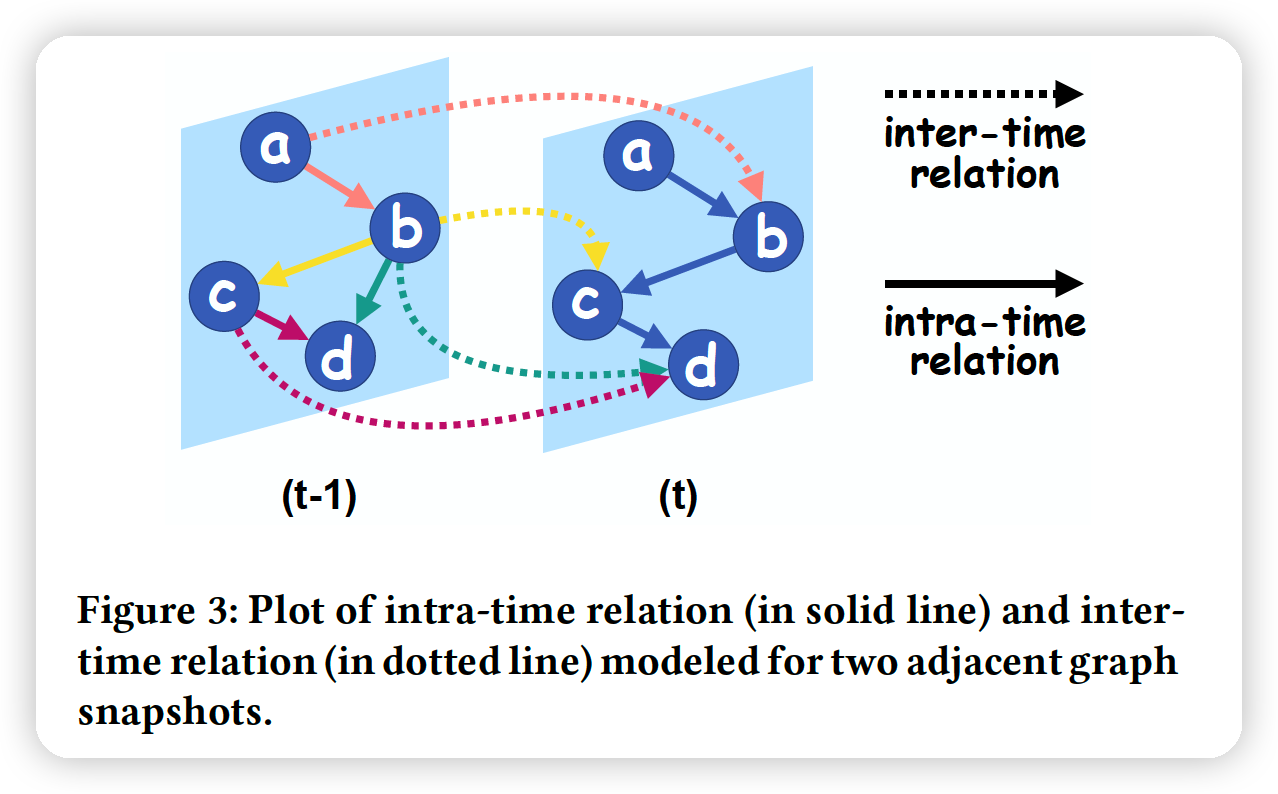 a
a
b
b
c
c
d
d
inter-time
relation
intra-time
relation
(t-1)
(t)
Figure 3: Plot of intra-time relation (in solid line) and inter-
time relation (in dotted line) modeled for two adjacent graph
snapshots.